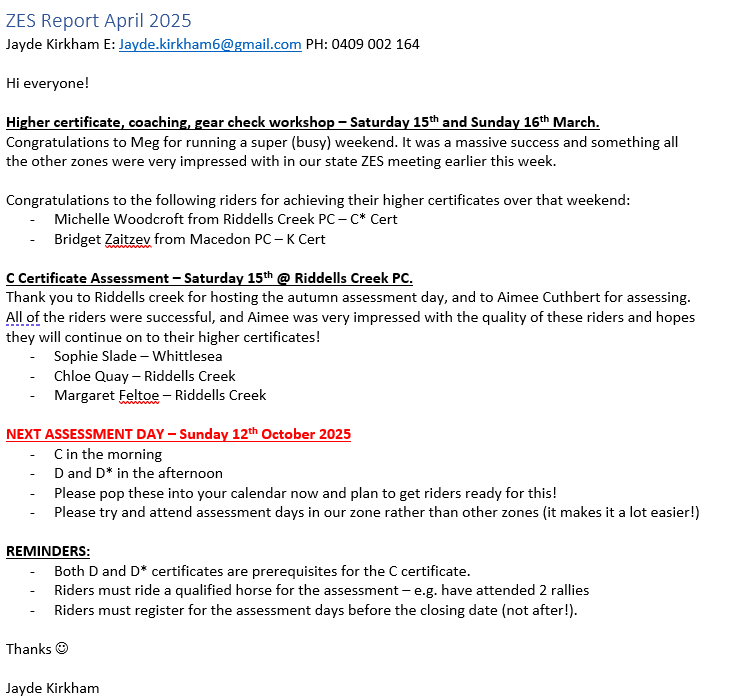 ZES Report April 2025
Jayde Kirkham E: Jayde.kirkham6@gmail.com PH: 0409 002 164
Hi everyone!
Higher certificate, coaching, gear check workshop – Saturday 15th and Sunday 16th March.
Congratulations to Meg for running a super (busy) weekend. It was a massive success and something all
the other zones were very impressed with in our state ZES meeting earlier this week.
Congratulations to the following riders for achieving their higher certificates over that weekend:
- Michelle Woodcroft from Riddells Creek PC – C* Cert
- Bridget Zaitzev from Macedon PC – K Cert
C Certificate Assessment – Saturday 15th @ Riddells Creek PC.
Thank you to Riddells creek for hosting the autumn assessment day, and to Aimee Cuthbert for assessing.
All of the riders were successful, and Aimee was very impressed with the quality of these riders and hopes
they will continue on to their higher certificates!
- Sophie Slade – Whittlesea
- Chloe Quay – Riddells Creek
- Margaret Feltoe – Riddells Creek
NEXT ASSESSMENT DAY – Sunday 12th October 2025
- C in the morning
- D and D* in the afternoon
- Please pop these into your calendar now and plan to get riders ready for this!
- Please try and attend assessment days in our zone rather than other zones (it makes it a lot easier!)
REMINDERS:
- Both D and D* certificates are prerequisites for the C certificate.
- Riders must ride a qualified horse for the assessment – e.g. have attended 2 rallies
- Riders must register for the assessment days before the closing date (not after!).
Thanks ☺
Jayde Kirkham